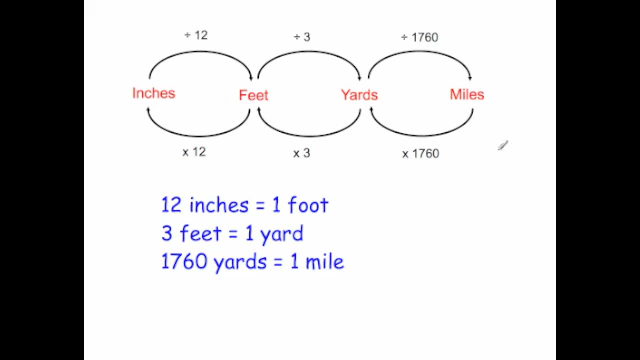 ÷ 12 ÷ 3 ÷ 1760
Inches Feet Yards Miles
x 12 x 3 x 1760
12 inches = 1 foot
3 feet = 1 yard
1760 yards = 1 mile